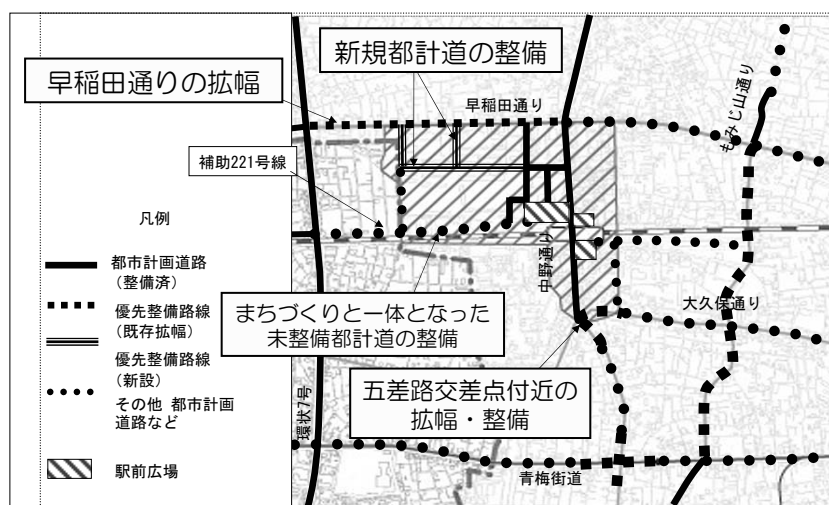 新規都計道の整備
早稲田通りの拡幅
早稲田通り
もみじ山通り
補助221号線
凡例
都市計画道路
（整備済）
優先整備路線
（既存拡幅）
優先整備路線
（新設）
その他 都市計画
道路など
駅前広場
中野通り
まちづくりと一体となった
未整備都計道の整備
大久保通り
五差路交差点付近の
拡幅・整備
環状7号
青梅街道